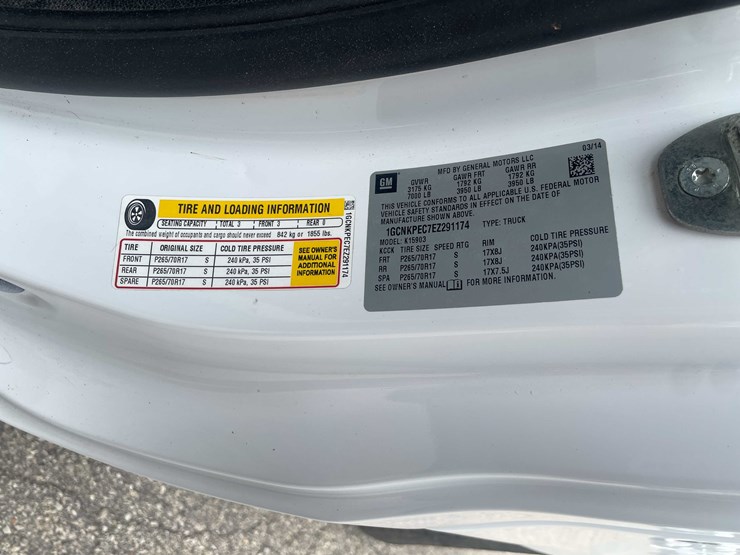 TIRE AND LOADING INFORMATION
SEATING CAPACITY TOTAL 3 FRONT 3 REAR 0
The combined weight of occupants and cargo should never exceed 842 kg or 1855 lbs.
TIRE ORIGINAL SIZE COLD TIRE PRESSURE
FRONT P265/70R17 S 240 kPa, 35 PSI
REAR P265/70R17 S 240 kPa, 35 PSI
SPARE P265/70R17 S 240 kPa, 35 PSI
SEE OWNER'S
MANUAL FOR
ADDITIONAL
INFORMATION
1GCNKPEC7EZ291174
GM
MFD BY GENERAL MOTORS LLC
03/14
GVWR GAWR FRT GAWR RR
3175 KG 1792 KG 1792 KG
7000 LB 3950 LB 3950 LB
THIS VEHICLE CONFORMS TO ALL APPLICABLE U.S. FEDERAL MOTOR
VEHICLE SAFETY STANDARDS IN EFFECT ON THE DATE OF
MANUFACTURE SHOWN ABOVE.
1GCNKPEC7EZ291174 TYPE: TRUCK
MODEL: K15903
KCCK TIRE SIZE SPEED RTG RIM COLD TIRE PRESSURE
FRT P265/70R17 S 17X8J 240KPA(35PSI)
RR P265/70R17 S 17X8J 240KPA(35PSI)
SPA P265/70R17 S 17X7.5J 240KPA(35PSI)
SEE OWNER'S MANUAL FOR MORE INFORMATION.